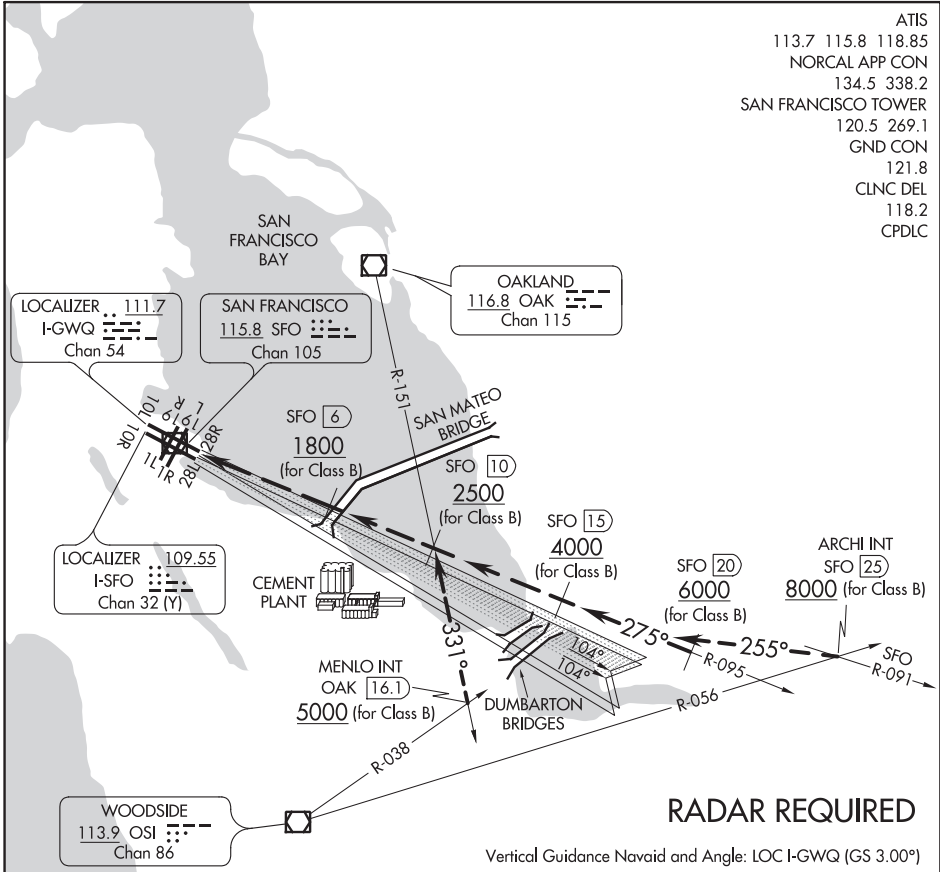 ATIS
113.7 115.8 118.85
NORCAL APP CON
134.5 338.2
SAN FRANCISCO TOWER
120.5 269.1
GND CON
121.8
CLNC DEL
118.2
CPDLC
SAN
FRANCISCO
BAY
OAKLAND
116.8 OAK
Chan 115
LOCALIZER 111.7
I-GWQ
Chan 54
SAN FRANCISCO
115.8 SFO
Chan 105
R-151
SAN MATEO
BRIDGE
SFO 6
1800
(for Class B)
10L
10R
19L
19R
28R
28L
1L
1R
SFO 10
2500
(for Class B)
SFO 15
4000
(for Class B)
SFO 20
6000
(for Class B)
ARCHI INT
SFO 25
8000 (for Class B)
LOCALIZER 109.55
I-SFO
Chan 32 (Y)
CEMENT
PLANT
331°
104°
104°
275°
R-095
255°
SFO
R-091
MENLO INT
OAK 16.1
5000 (for Class B)
DUMBARTON
BRIDGES
R-056
R-038
WOODSIDE
113.9 OSI
Chan 86
RADAR REQUIRED
Vertical Guidance Navaid and Angle: LOC I-GWQ (GS 3.00°)